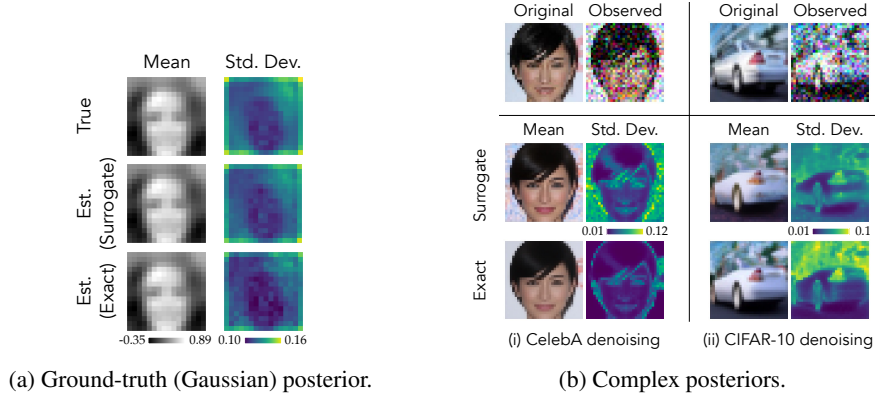 Mean Std. Dev.
True
Est.
(Surrogate)
Est.
(Exact)
-0.35 0.89 0.10 0.16
(a) Ground-truth (Gaussian) posterior.
Original Observed Original Observed
Mean Std. Dev. Mean Std. Dev.
Surrogate
0.01 0.12 0.01 0.1
Exact
(i) CelebA denoising (ii) CIFAR-10 denoising
(b) Complex posteriors.